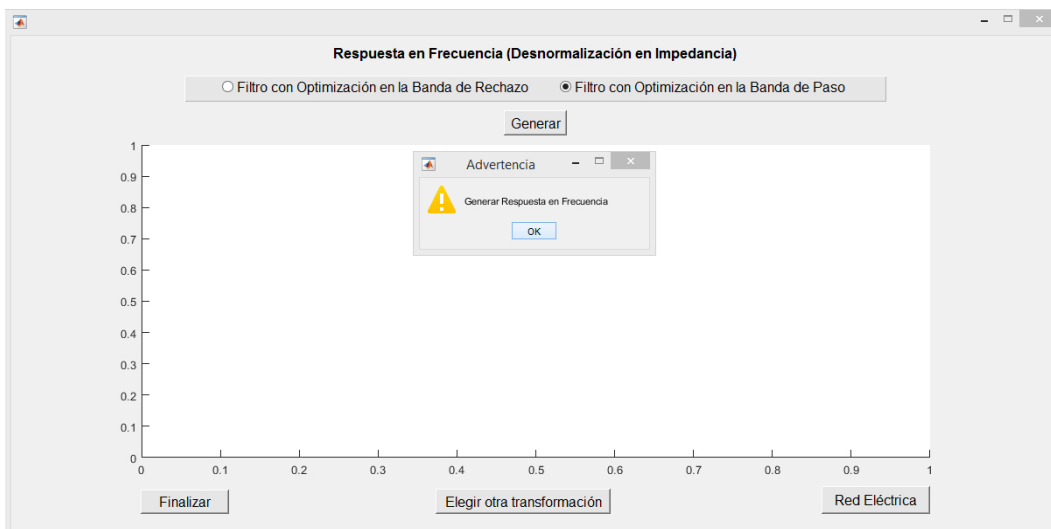 Respuesta en Frecuencia (Desnormalización en Impedancia)
Filtro con Optimización en la Banda de Rechazo Filtro con Optimización en la Banda de Paso
Generar
Advertencia
Generar Respuesta en Frecuencia
OK
1
0.9
0.8
0.7
0.6
0.5
0.4
0.3
0.2
0.1
0
0 0.1 0.2 0.3 0.4 0.5 0.6 0.7 0.8 0.9 1
Finalizar Elegir otra transformación Red Eléctrica